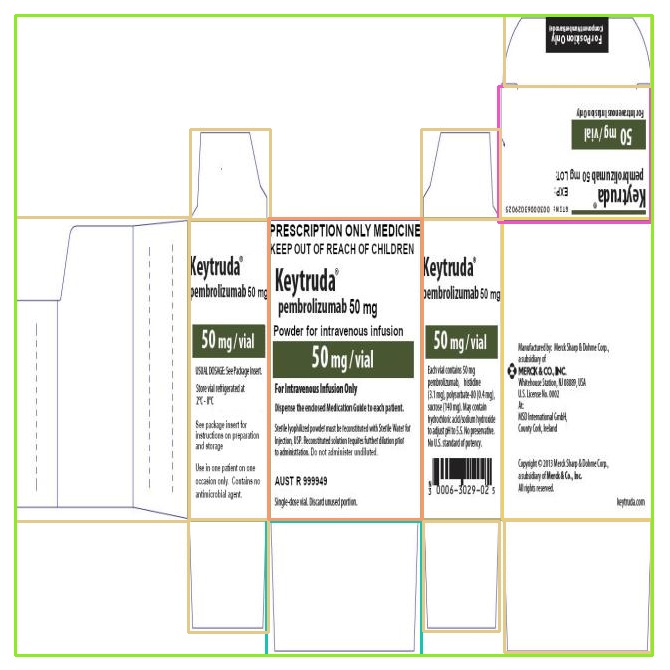 For Position Only
(Component number barcode)
For Intravenous Infusion Only
50 mg/vial
Keytruda®
pembrolizumab 50 mg
LOT:
EXP:
GTIN: 00300063029025
Keytruda®
pembrolizumab 50 mg
50 mg/vial
USUAL DOSAGE: See Package Insert.
Store vial refrigerated at
2°C - 8°C
See package insert for
instructions on preparation
and storage
Use in one patient on one
occasion only. Contains no
antimicrobial agent.
PRESCRIPTION ONLY MEDICINE
KEEP OUT OF REACH OF CHILDREN
Keytruda®
pembrolizumab 50 mg
Powder for intravenous infusion
50 mg/vial
For Intravenous Infusion Only
Dispense the enclosed Medication Guide to each patient.
Sterile lyophilized powder must be reconstituted with Sterile Water for
Injection, USP. Reconstituted solution requires further dilution prior
to administration. Do not administer undiluted.
AUST R 999949
Single-dose vial. Discard unused portion.
Keytruda®
pembrolizumab 50 mg
50 mg/vial
Each vial contains 50 mg
pembrolizumab, histidine
(3.1 mg), polysorbate-80 (0.4 mg),
sucrose (140 mg). May contain
hydrochloric acid/sodium hydroxide
to adjust pH to 5.5. No preservative.
No U.S. standard of potency.
3 0006-3029-02 5
Manufactured by: Merck Sharp & Dohme Corp.,
a subsidiary of
MERCK & CO., INC.
Whitehouse Station, NJ 08889, USA
U.S. License No. 0002
At:
MSD International GmbH,
County Cork, Ireland
Copyright © 2013 Merck Sharp & Dohme Corp.,
a subsidiary of Merck & Co., Inc.
All rights reserved.
keytruda.com